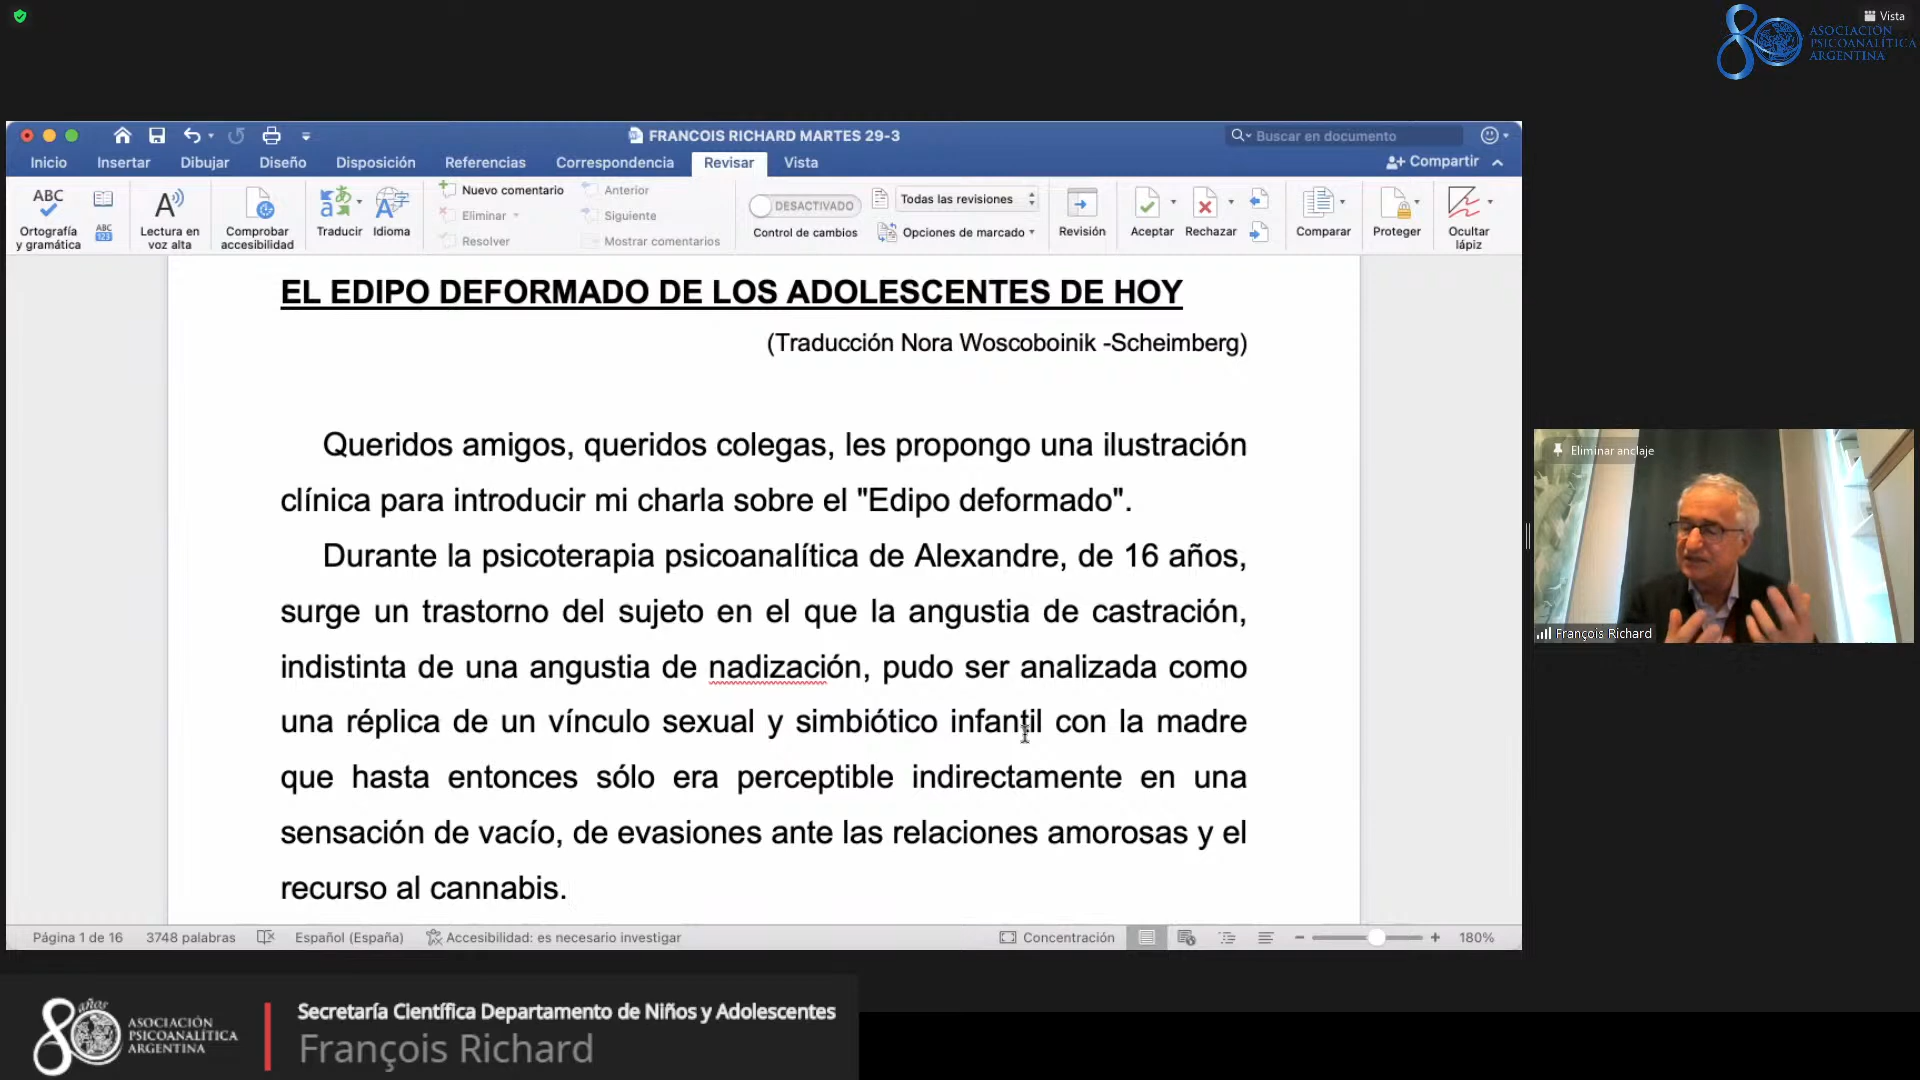 Vista
ASOCIACIÓN
PSICOANALÍTICA
ARGENTINA
FRANCOIS RICHARD MARTES 29-3
Buscar en documento
Inicio Insertar Dibujar Diseño Disposición Referencias Correspondencia Revisar Vista
Compartir
ABC
Ortografía
y gramática
ABC
123
Lectura en
voz alta
Comprobar
accesibilidad
Traducir
Idioma
Nuevo comentario
Eliminar
Resolver
Anterior
Siguiente
Mostrar comentarios
DESACTIVADO
Control de cambios
Todas las revisiones
Opciones de marcado
Revisión
Aceptar
Rechazar
Comparar
Proteger
Ocultar
lápiz
EL EDIPO DEFORMADO DE LOS ADOLESCENTES DE HOY
(Traducción Nora Woscoboinik -Scheimberg)
Queridos amigos, queridos colegas, les propongo una ilustración
clínica para introducir mi charla sobre el "Edipo deformado".
Durante la psicoterapia psicoanalítica de Alexandre, de 16 años,
surge un trastorno del sujeto en el que la angustia de castración,
indistinta de una angustia de nadización, pudo ser analizada como
una réplica de un vínculo sexual y simbiótico infantil con la madre
que hasta entonces sólo era perceptible indirectamente en una
sensación de vacío, de evasiones ante las relaciones amorosas y el
recurso al cannabis.
Eliminar anclaje
François Richard
Página 1 de 16 3748 palabras Español (España) Accesibilidad: es necesario investigar Concentración 180%
80 años
ASOCIACIÓN
PSICOANALÍTICA
ARGENTINA
Secretaría Científica Departamento de Niños y Adolescentes
François Richard